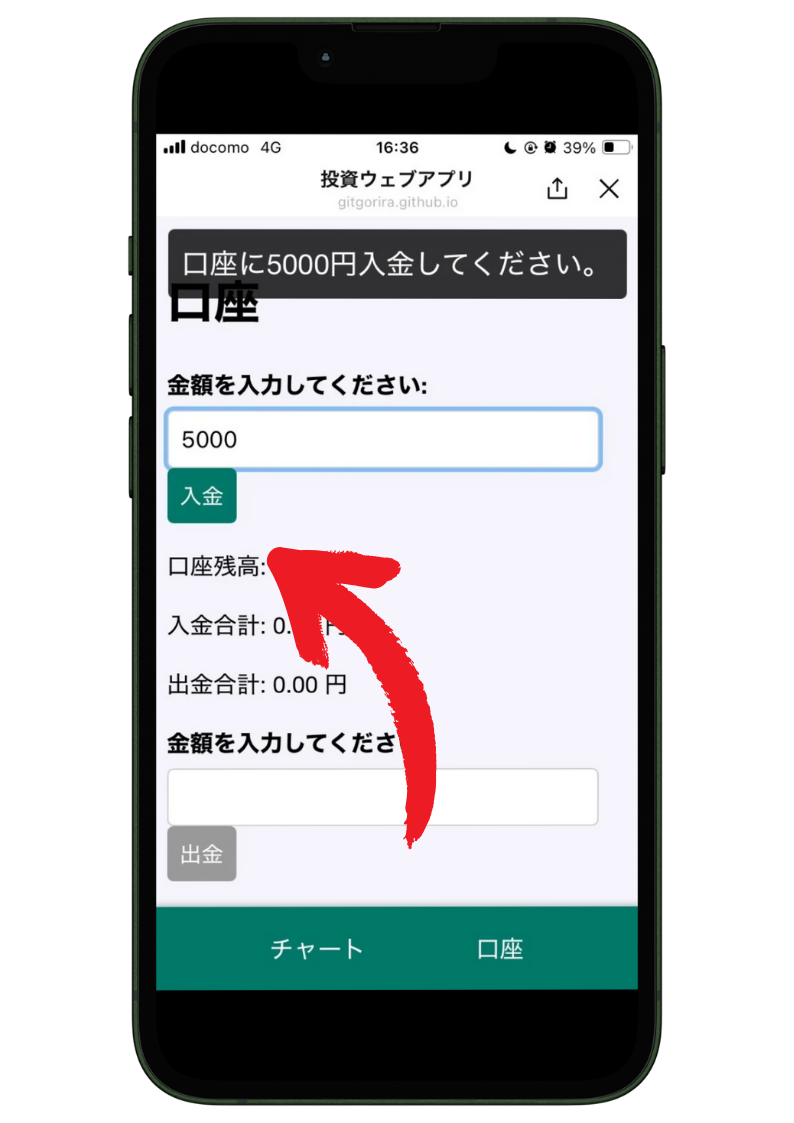 docomo 4G 16:36 39%
投資ウェブアプリ
gitgorira.github.io
口座に5000円入金してください。
口座
金額を入力してください:
5000
入金
口座残高:
入金合計: 0. 円
出金合計: 0.00 円
金額を入力してくださ
出金
チャート 口座